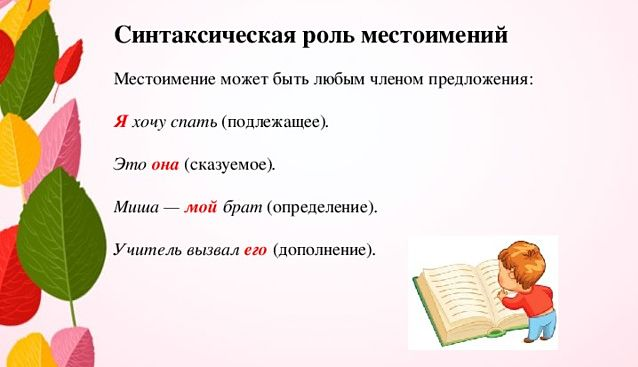 Синтаксическая роль местоимений
Местоимение может быть любым членом предложения:
Я хочу спать (подлежащее).
Это она (сказуемое).
Миша — мой брат (определение).
Учитель вызвал его (дополнение).